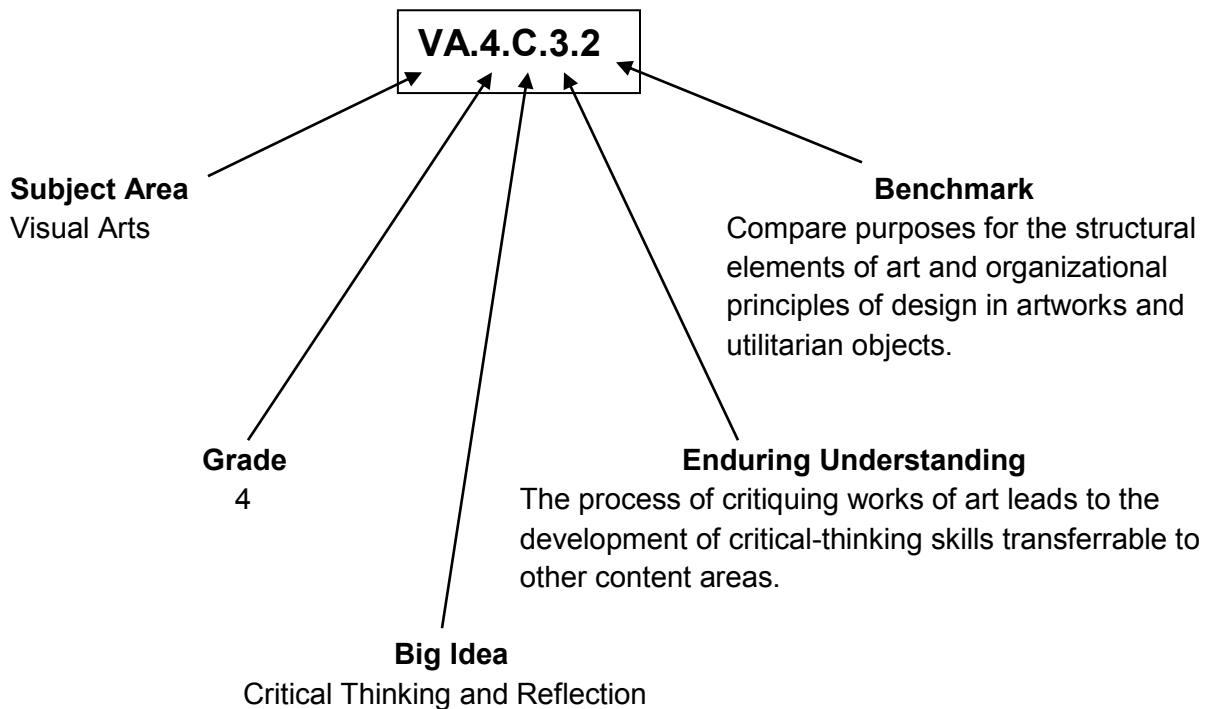 VA.4.C.3.2
Subject Area
Visual Arts
Benchmark
Compare purposes for the structural
elements of art and organizational
principles of design in artworks and
utilitarian objects.
Grade
4
Enduring Understanding
The process of critiquing works of art leads to the
development of critical-thinking skills transferrable to
other content areas.
Big Idea
Critical Thinking and Reflection